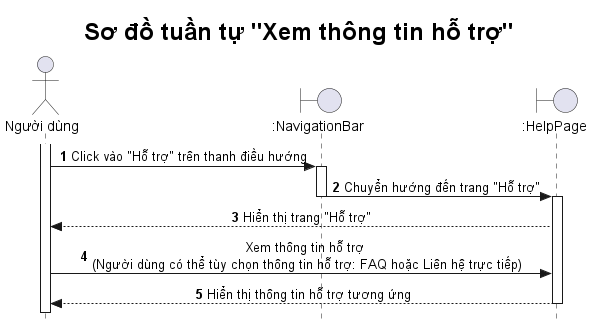 Sơ đồ tuần tự "Xem thông tin hỗ trợ"
Người dùng
:NavigationBar
:HelpPage
1 Click vào "Hỗ trợ" trên thanh điều hướng
2 Chuyển hướng đến trang "Hỗ trợ"
3 Hiển thị trang "Hỗ trợ"
Xem thông tin hỗ trợ
4 (Người dùng có thể tùy chọn thông tin hỗ trợ: FAQ hoặc Liên hệ trực tiếp)
5 Hiển thị thông tin hỗ trợ tương ứng